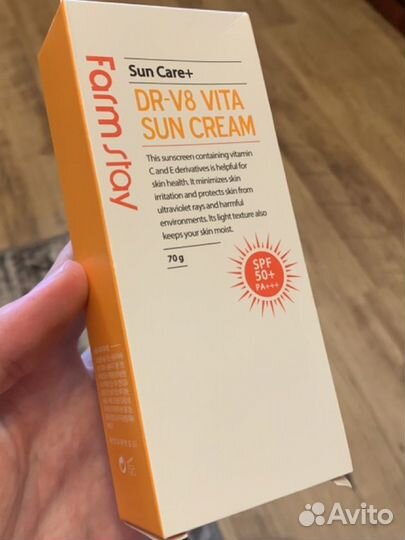 Farm stay
Sun Care+
DR-V8 VITA
SUN CREAM
This sunscreen containing vitamin
C and E derivatives is helpful for
skin health. It minimizes skin
irritation and protects skin from
ultraviolet rays and harmful
environments. Its light texture also
keeps your skin moist.
70 g
SPF
50+
PA+++
Avito